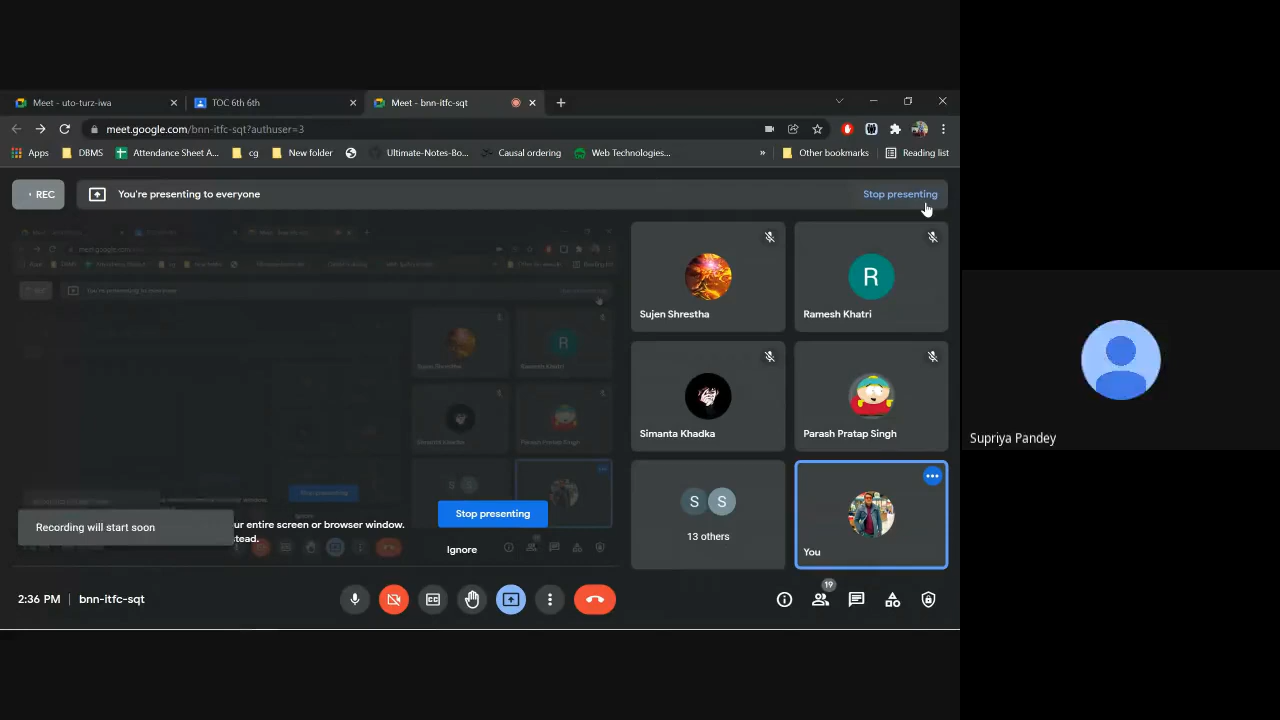 Meet - uto-turz-iwa
TOC 6th 6th
Meet - bnn-itfc-sqt
meet.google.com/bnn-itfc-sqt?authuser=3
Apps
DBMS
Attendance Sheet A...
cg
New folder
Ultimate-Notes-Bo...
Causal ordering
Web Technologies...
»
Other bookmarks
Reading list
REC
You're presenting to everyone
Stop presenting
Sujen Shrestha
R
Ramesh Khatri
Simanta Khadka
Parash Pratap Singh
S S
13 others
You
Supriya Pandey
Recording will start soon
ur entire screen or browser window.
stead.
Stop presenting
Ignore
2:36 PM | bnn-itfc-sqt
19